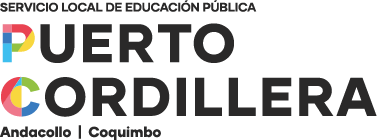 SERVICIO LOCAL DE EDUCACIÓN PÚBLICA
PUERTO
CORDILLERA
Andacollo | Coquimbo